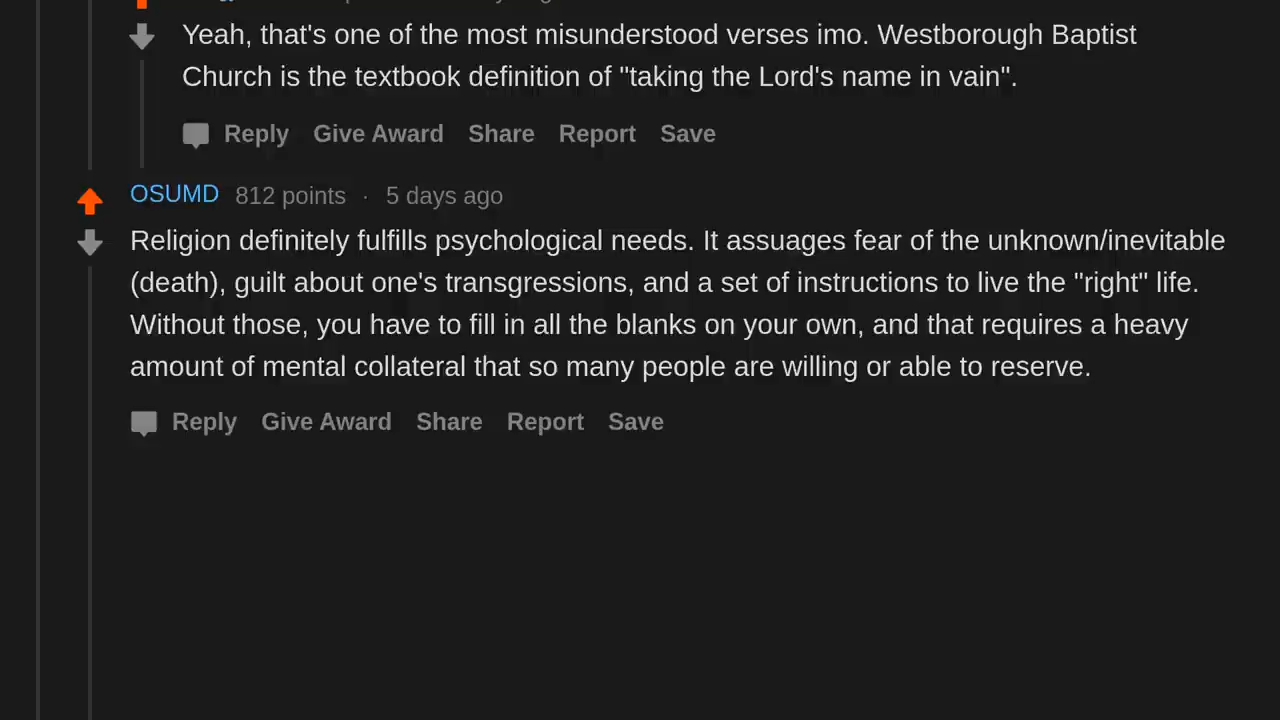 Yeah, that's one of the most misunderstood verses imo. Westborough Baptist
Church is the textbook definition of "taking the Lord's name in vain".
Reply Give Award Share Report Save
OSUMD 812 points · 5 days ago
Religion definitely fulfills psychological needs. It assuages fear of the unknown/inevitable
(death), guilt about one's transgressions, and a set of instructions to live the "right" life.
Without those, you have to fill in all the blanks on your own, and that requires a heavy
amount of mental collateral that so many people are willing or able to reserve.
Reply Give Award Share Report Save